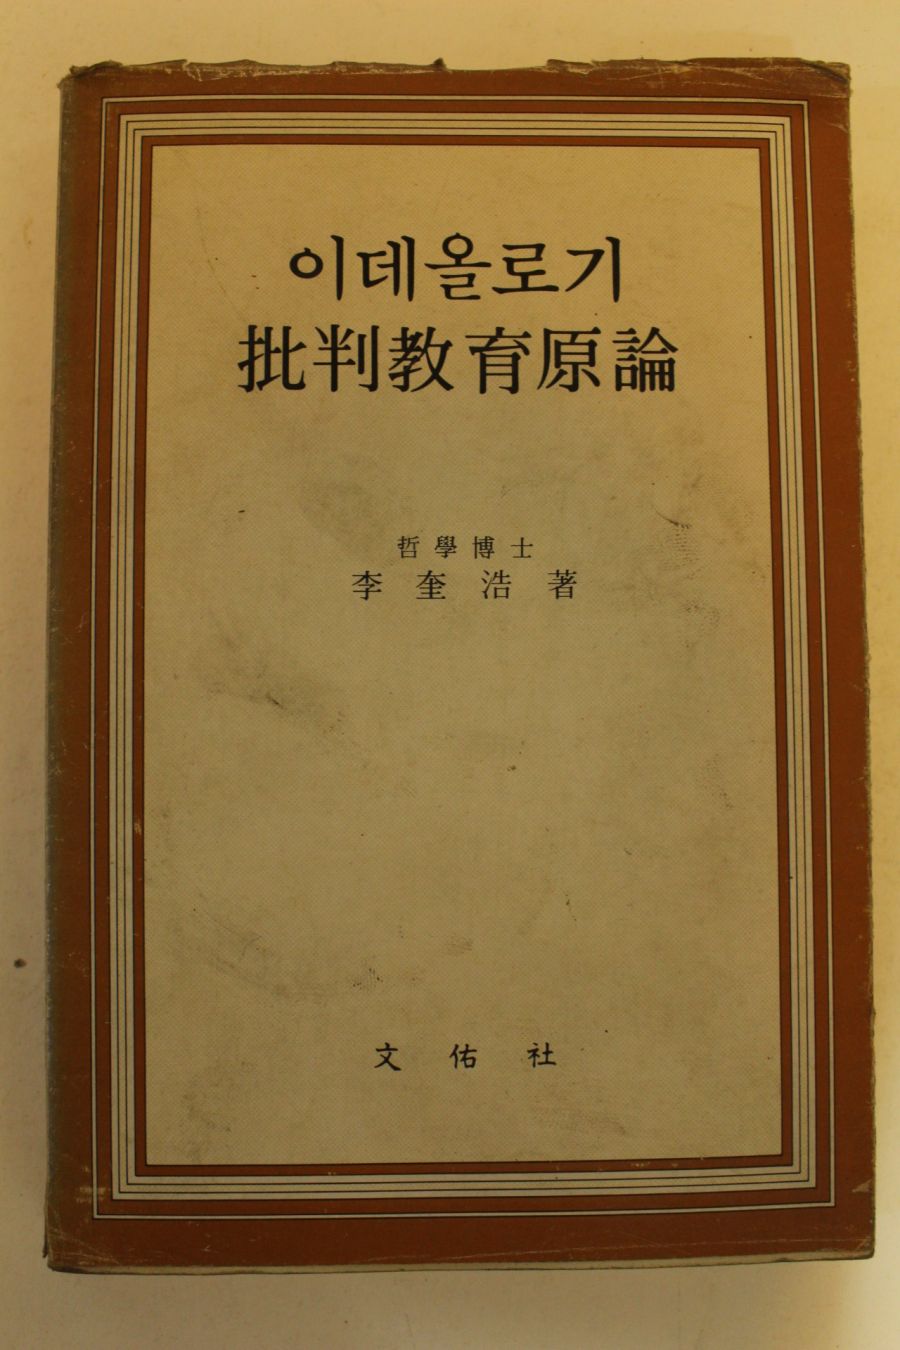 이데올로기
批判教育原論
哲學博士
李奎浩 著
文佑社